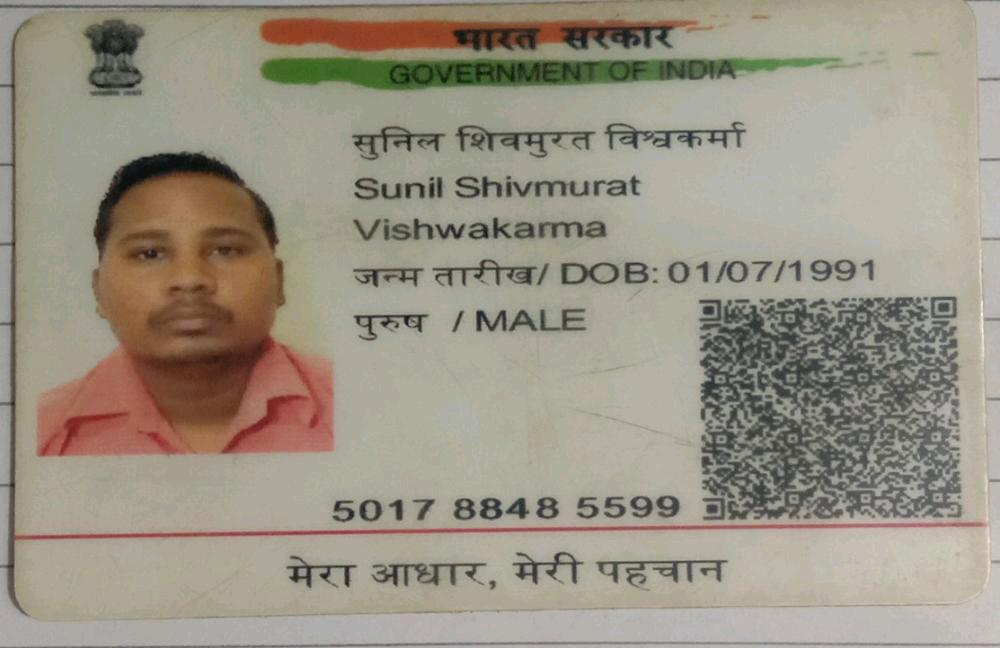 भारत सरकार
GOVERNMENT OF INDIA
सुनिल शिवमुरत विश्वकर्मा
Sunil Shivmurat
Vishwakarma
जन्म तारीख/ DOB: 01/07/1991
पुरुष / MALE
5017 8848 5599
मेरा आधार, मेरी पहचान